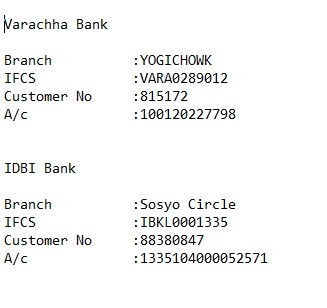 Varachha Bank
Branch :YOGICHOWK
IFCS :VARA0289012
Customer No :815172
A/c :100120227798
IDBI Bank
Branch :Sosyo Circle
IFCS :IBKL0001335
Customer No :88380847
A/c :1335104000052571